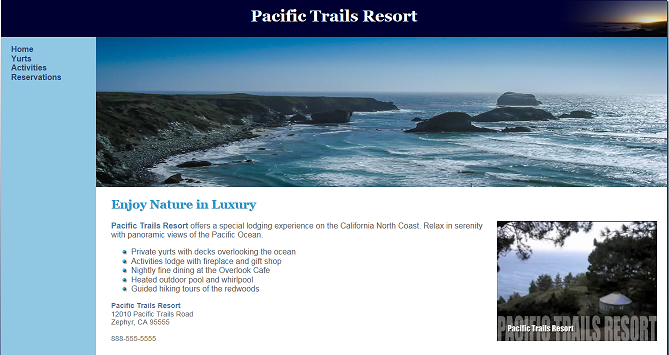 Pacific Trails Resort
Home
Yurts
Activities
Reservations
Enjoy Nature in Luxury
Pacific Trails Resort offers a special lodging experience on the California North Coast. Relax in serenity
with panoramic views of the Pacific Ocean.
Private yurts with decks overlooking the ocean
Activities lodge with fireplace and gift shop
Nightly fine dining at the Overlook Cafe
Heated outdoor pool and whirlpool
Guided hiking tours of the redwoods
Pacific Trails Resort
12010 Pacific Trails Road
Zephyr, CA 95555
888-555-5555
PACIFIC TRAILS RESORT
Pacific Trails Resort